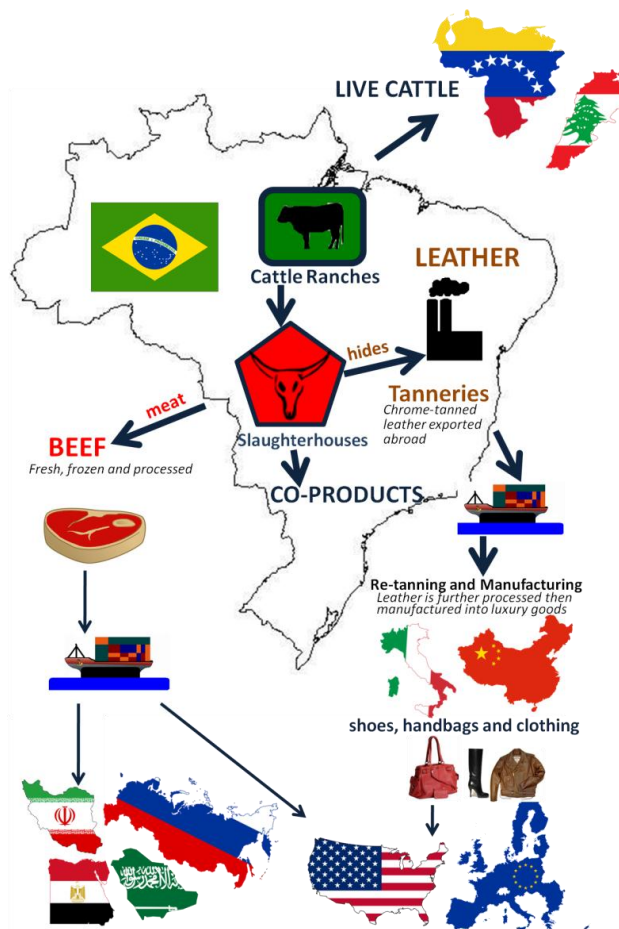 LIVE CATTLE
Cattle Ranches
LEATHER
hides
Tanneries
Chrome-tanned
leather exported
abroad
meat
BEEF
Fresh, frozen and processed
Slaughterhouses
CO-PRODUCTS
Re-tanning and Manufacturing
Leather is further processed then
manufactured into luxury goods
shoes, handbags and clothing